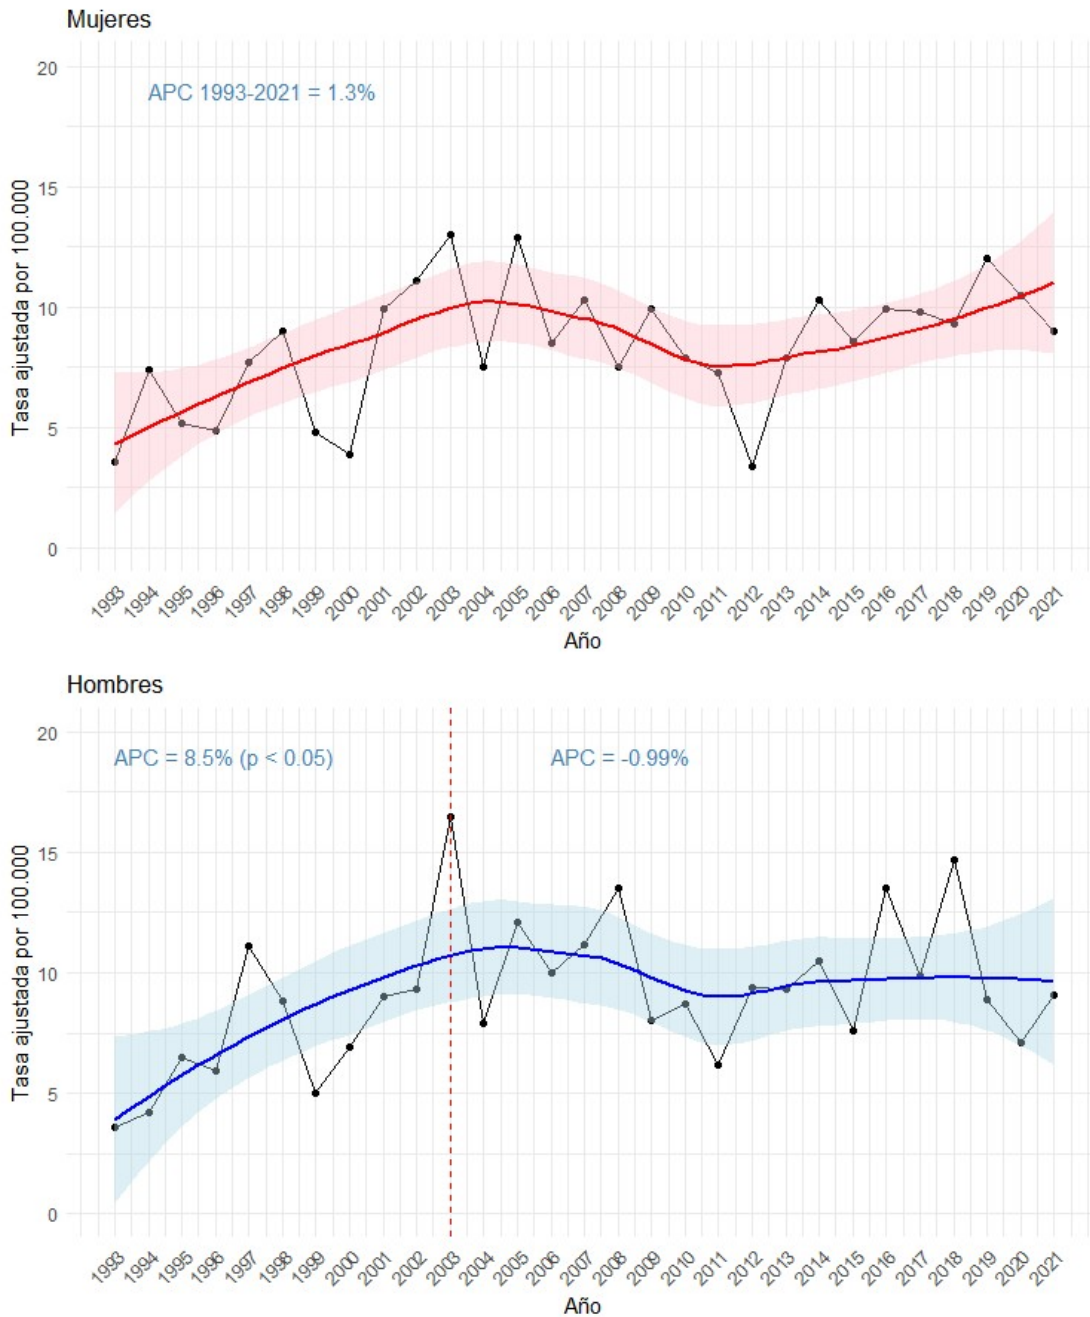 Mujeres
20
APC 1993-2021 = 1.3%
15
10
5
0
Tasa ajustada por 100.000
1993 1994 1995 1996 1997 1998 1999 2000 2001 2002 2003 2004 2005 2006 2007 2008 2009 2010 2011 2012 2013 2014 2015 2016 2017 2018 2019 2020 2021
Año
Hombres
20
APC = 8.5% (p < 0.05) APC = -0.99%
15
10
5
0
Tasa ajustada por 100.000
1993 1994 1995 1996 1997 1998 1999 2000 2001 2002 2003 2004 2005 2006 2007 2008 2009 2010 2011 2012 2013 2014 2015 2016 2017 2018 2019 2020 2021
Año